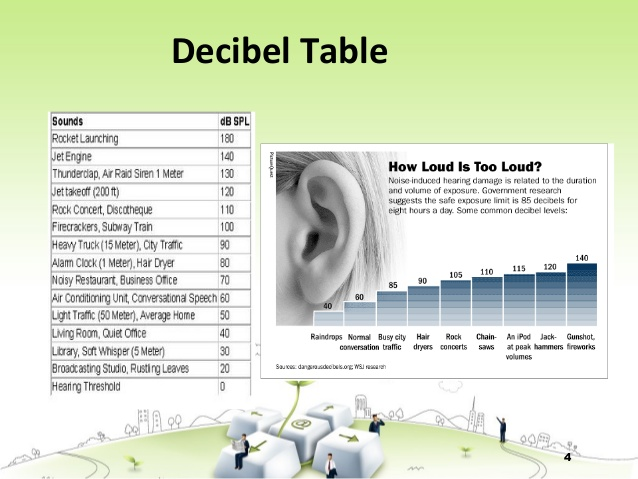 Decibel Table
Sounds dB SPL
Rocket Launching 180
Jet Engine 140
Thunderclap, Air Raid Siren 1 Meter 130
Jet takeoff (200 ft) 120
Rock Concert, Discotheque 110
Firecrackers, Subway Train 100
Heavy Truck (15 Meter), City Traffic 90
Alarm Clock (1 Meter), Hair Dryer 80
Noisy Restaurant, Business Office 70
Air Conditioning Unit, Conversational Speech 60
Light Traffic (50 Meter), Average Home 50
Living Room, Quiet Office 40
Library, Soft Whisper (5 Meter) 30
Broadcasting Studio, Rustling Leaves 20
Hearing Threshold 0
How Loud Is Too Loud?
Noise-induced hearing damage is related to the duration
and volume of exposure. Government research
suggests the safe exposure limit is 85 decibels for
eight hours a day. Some common decibel levels:
40 60 85 90 105 110 115 120 140
Raindrops Normal Busy city Hair Rock Chain- An iPod Jack- Gunshot,
conversation traffic dryers concerts saws at peak hammers fireworks
volumes
Sources: dangerousdecibels.org; WSJ research
4